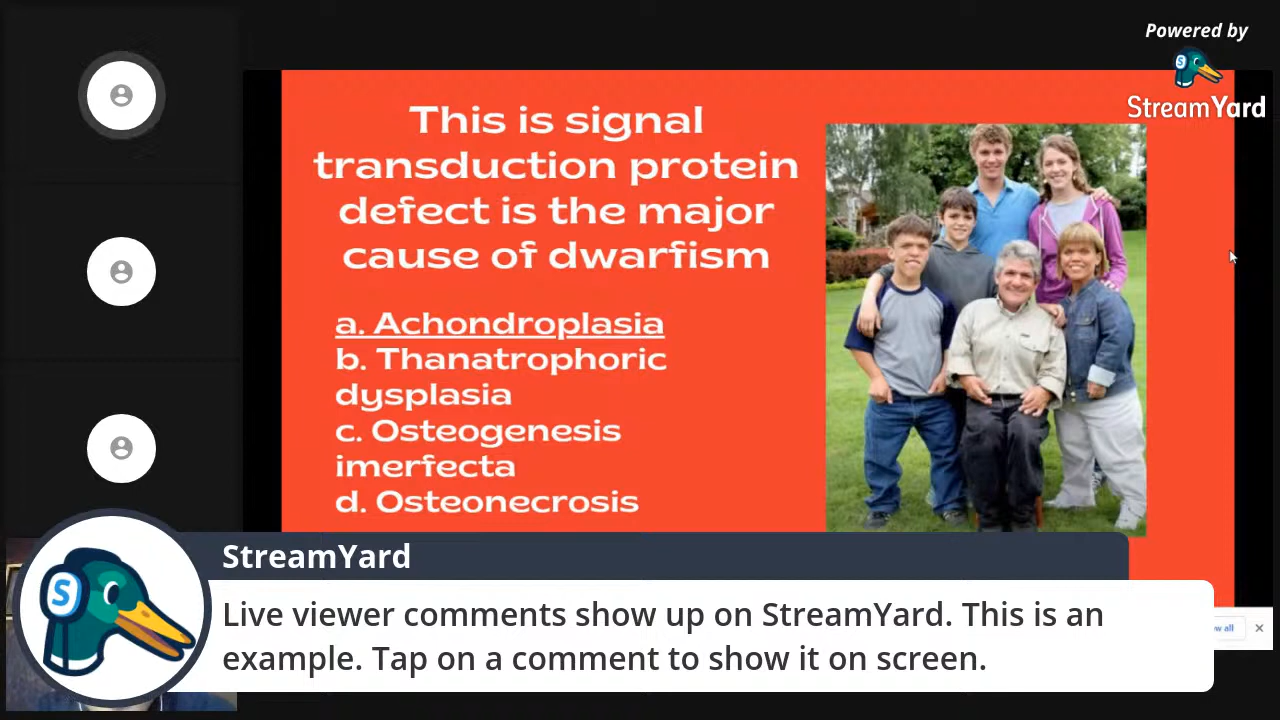 Powered by
StreamYard
This is signal
transduction protein
defect is the major
cause of dwarfism
a. Achondroplasia
b. Thanatrophoric
dysplasia
c. Osteogenesis
imerfecta
d. Osteonecrosis
StreamYard
Live viewer comments show up on StreamYard. This is an
example. Tap on a comment to show it on screen.